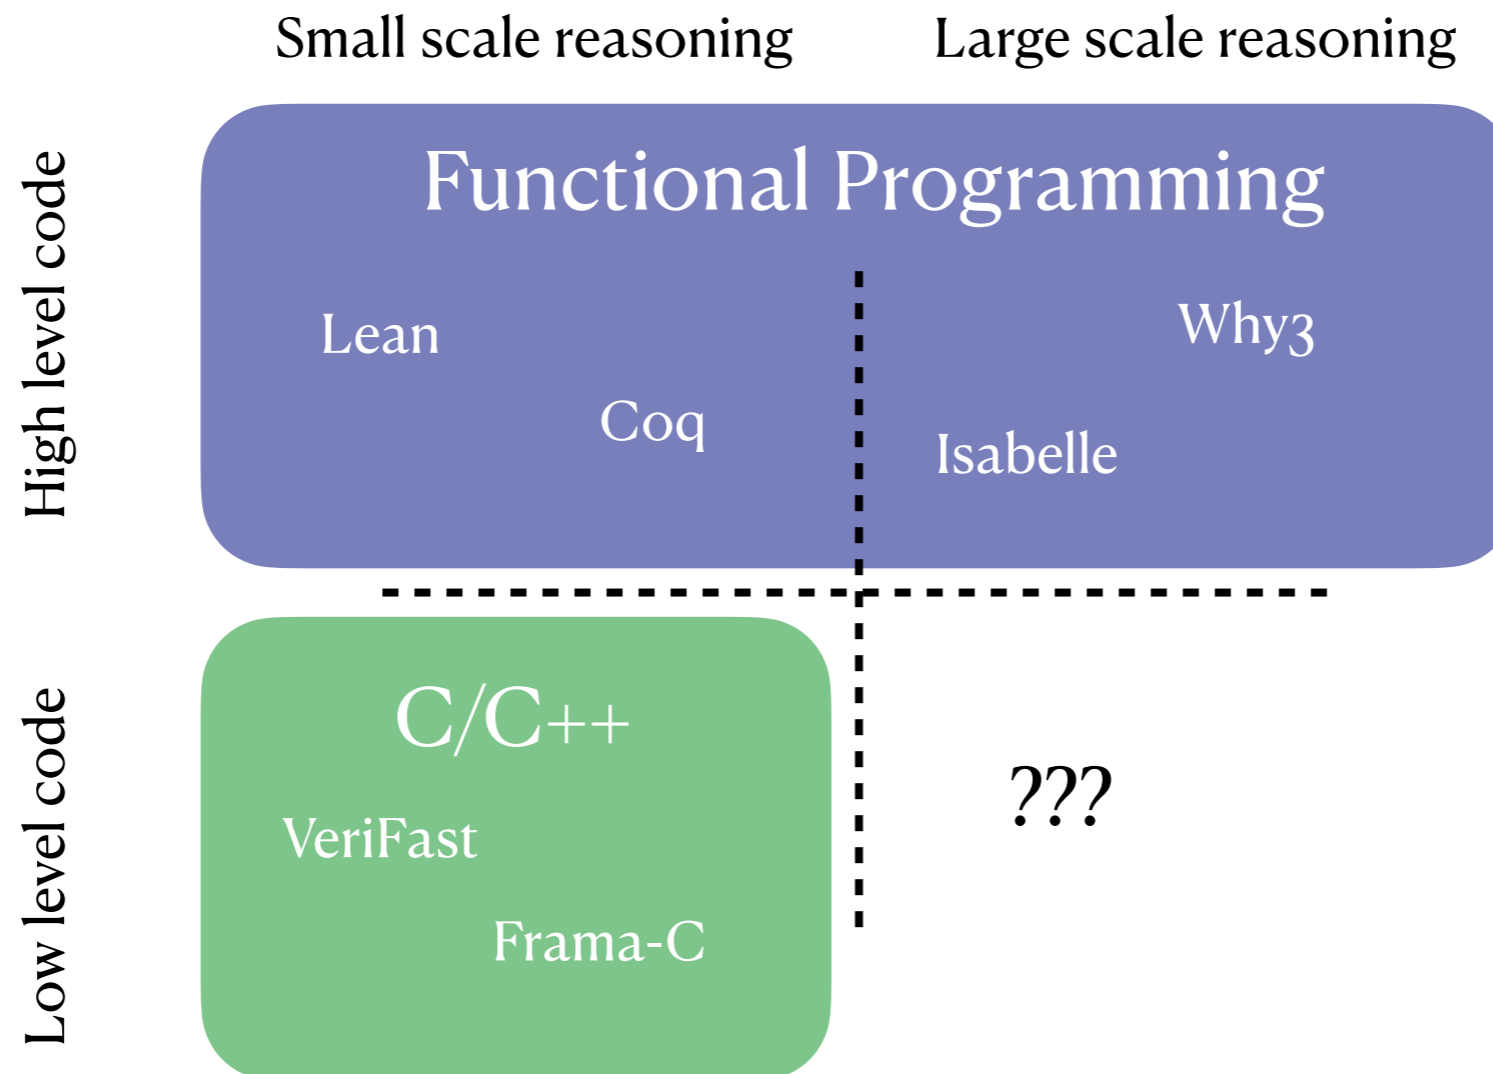 Small scale reasoning
Large scale reasoning
High level code
Functional Programming
Lean
Why3
Coq
Isabelle
Low level code
C/C++
???
VeriFast
Frama-C